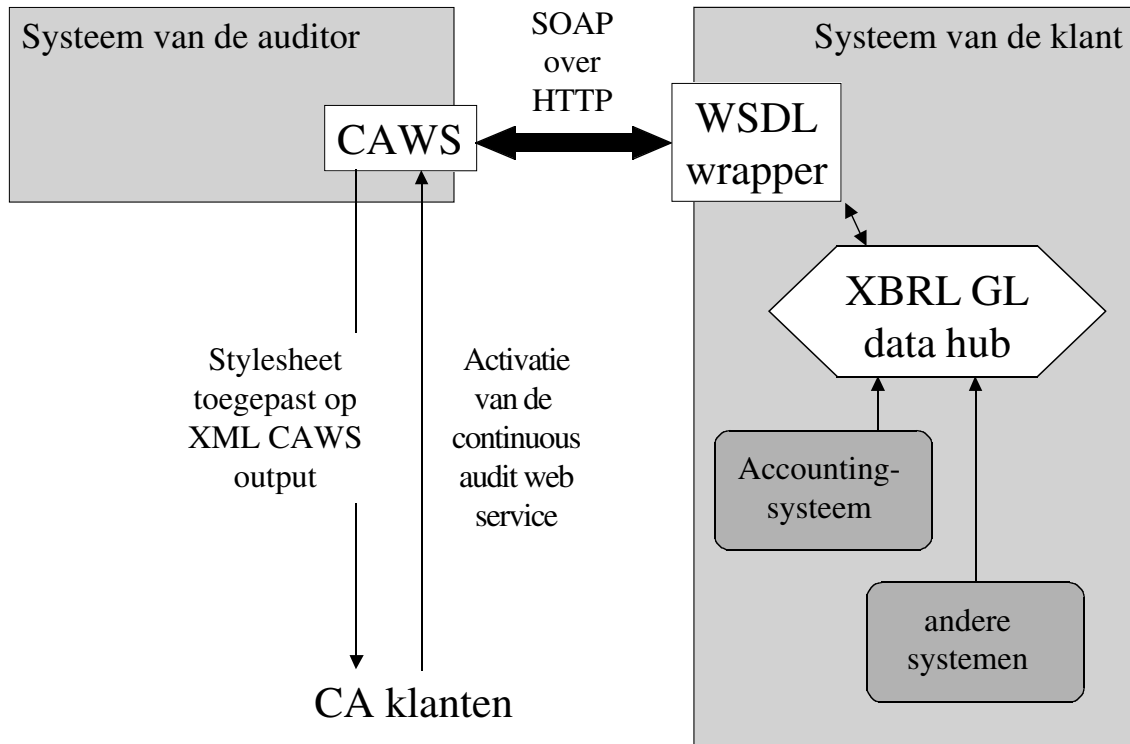 Systeem van de auditor
SOAP
over
HTTP
Systeem van de klant
CAWS
WSDL
wrapper
XBRL GL
data hub
Stylesheet
toegepast op
XML CAWS
output
Activatie
van de
continuous
audit web
service
Accounting-
systeem
andere
systemen
CA klanten